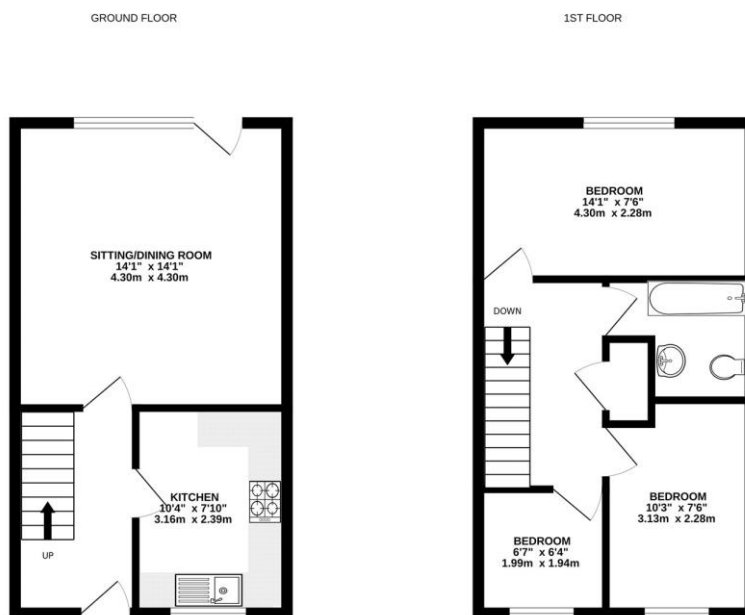 GROUND FLOOR
1ST FLOOR
SITTING/DINING ROOM
14'1" x 14'1"
4.30m x 4.30m
KITCHEN
10'4" x 7'10"
3.16m x 2.39m
UP
BEDROOM
14'1" x 7'6"
4.30m x 2.28m
DOWN
BEDROOM
10'3" x 7'6"
3.13m x 2.28m
BEDROOM
6'7" x 6'4"
1.99m x 1.94m